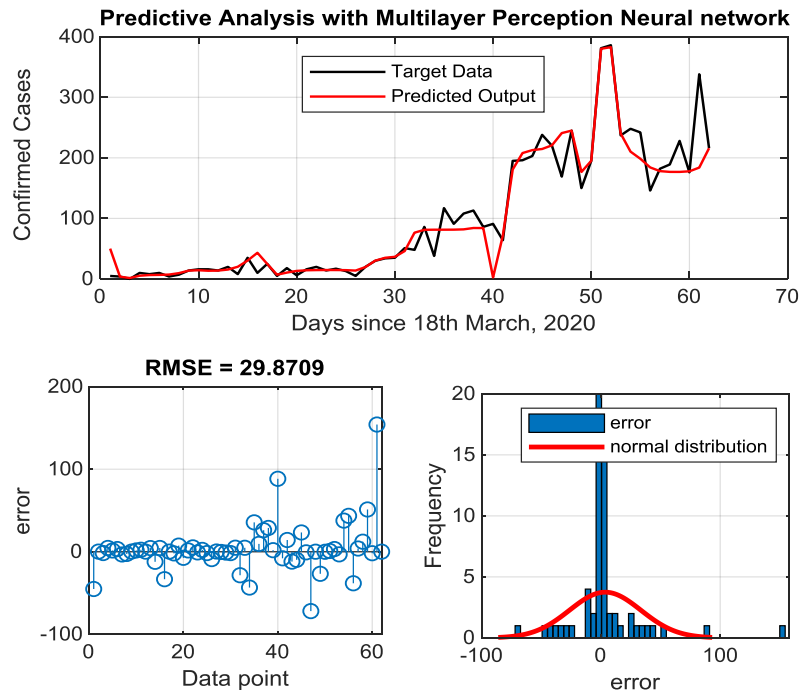 Predictive Analysis with Multilayer Perception Neural network
400
300
200
100
0
Confirmed Cases
Target Data
Predicted Output
0 10 20 30 40 50 60 70
Days since 18th March, 2020
RMSE = 29.8709
200
100
0
-100
error
0 20 40 60
Data point
20
15
10
5
0
Frequency
error
normal distribution
-100 0 100
error